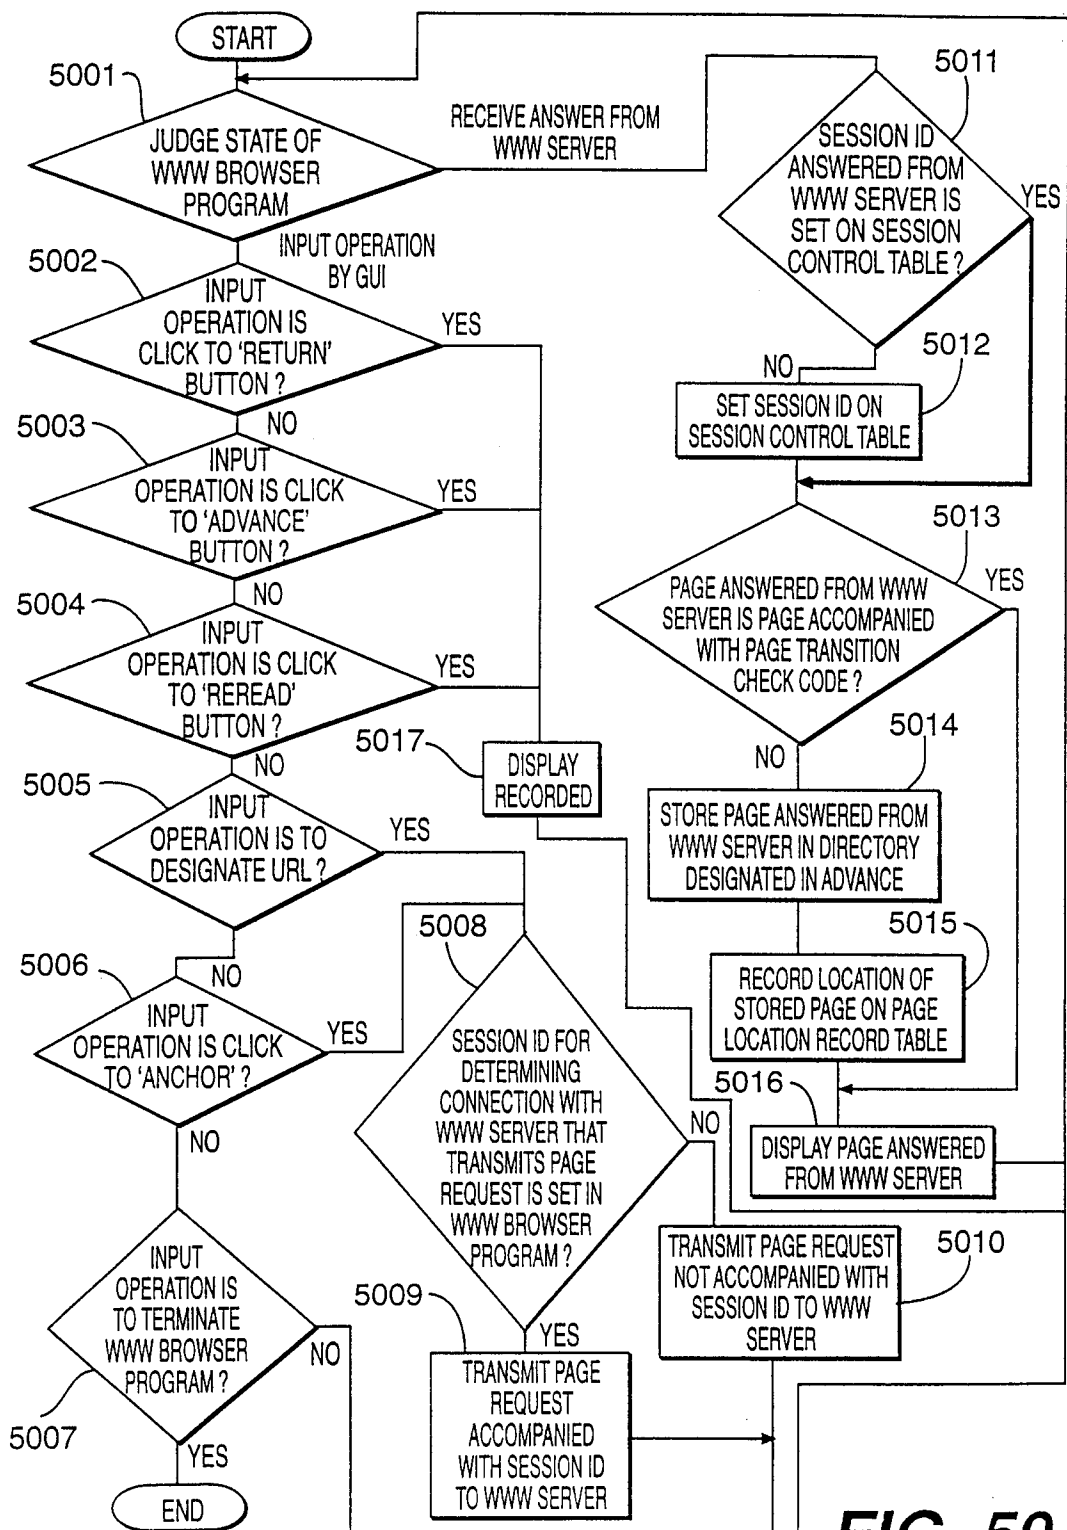 START
5001
JUDGE STATE OF
WWW BROWSER
PROGRAM
RECEIVE ANSWER FROM
WWW SERVER
5011
SESSION ID
ANSWERED FROM
WWW SERVER IS
SET ON SESSION
CONTROL TABLE ?
YES
NO
INPUT OPERATION
BY GUI
5002
INPUT
OPERATION IS
CLICK TO 'RETURN'
BUTTON ?
YES
NO
5012
SET SESSION ID ON
SESSION CONTROL TABLE
5003
INPUT
OPERATION IS CLICK
TO 'ADVANCE'
BUTTON ?
YES
NO
5013
PAGE ANSWERED FROM WWW
SERVER IS PAGE ACCOMPANIED
WITH PAGE TRANSITION
CHECK CODE ?
YES
NO
5004
INPUT
OPERATION IS CLICK
TO 'REREAD'
BUTTON ?
YES
NO
5017
DISPLAY
RECORDED
5014
STORE PAGE ANSWERED FROM
WWW SERVER IN DIRECTORY
DESIGNATED IN ADVANCE
5005
INPUT
OPERATION IS TO
DESIGNATE URL ?
YES
NO
5015
RECORD LOCATION OF
STORED PAGE ON PAGE
LOCATION RECORD TABLE
5006
INPUT
OPERATION IS CLICK
TO 'ANCHOR' ?
YES
NO
5008
SESSION ID FOR
DETERMINING
CONNECTION WITH
WWW SERVER THAT
TRANSMITS PAGE
REQUEST IS SET IN
WWW BROWSER
PROGRAM ?
NO
YES
5016
DISPLAY PAGE ANSWERED
FROM WWW SERVER
5010
TRANSMIT PAGE REQUEST
NOT ACCOMPANIED WITH
SESSION ID TO WWW
SERVER
5007
INPUT
OPERATION IS
TO TERMINATE
WWW BROWSER
PROGRAM ?
NO
YES
5009
TRANSMIT PAGE
REQUEST
ACCOMPANIED
WITH SESSION ID
TO WWW SERVER
END
FIG. 50